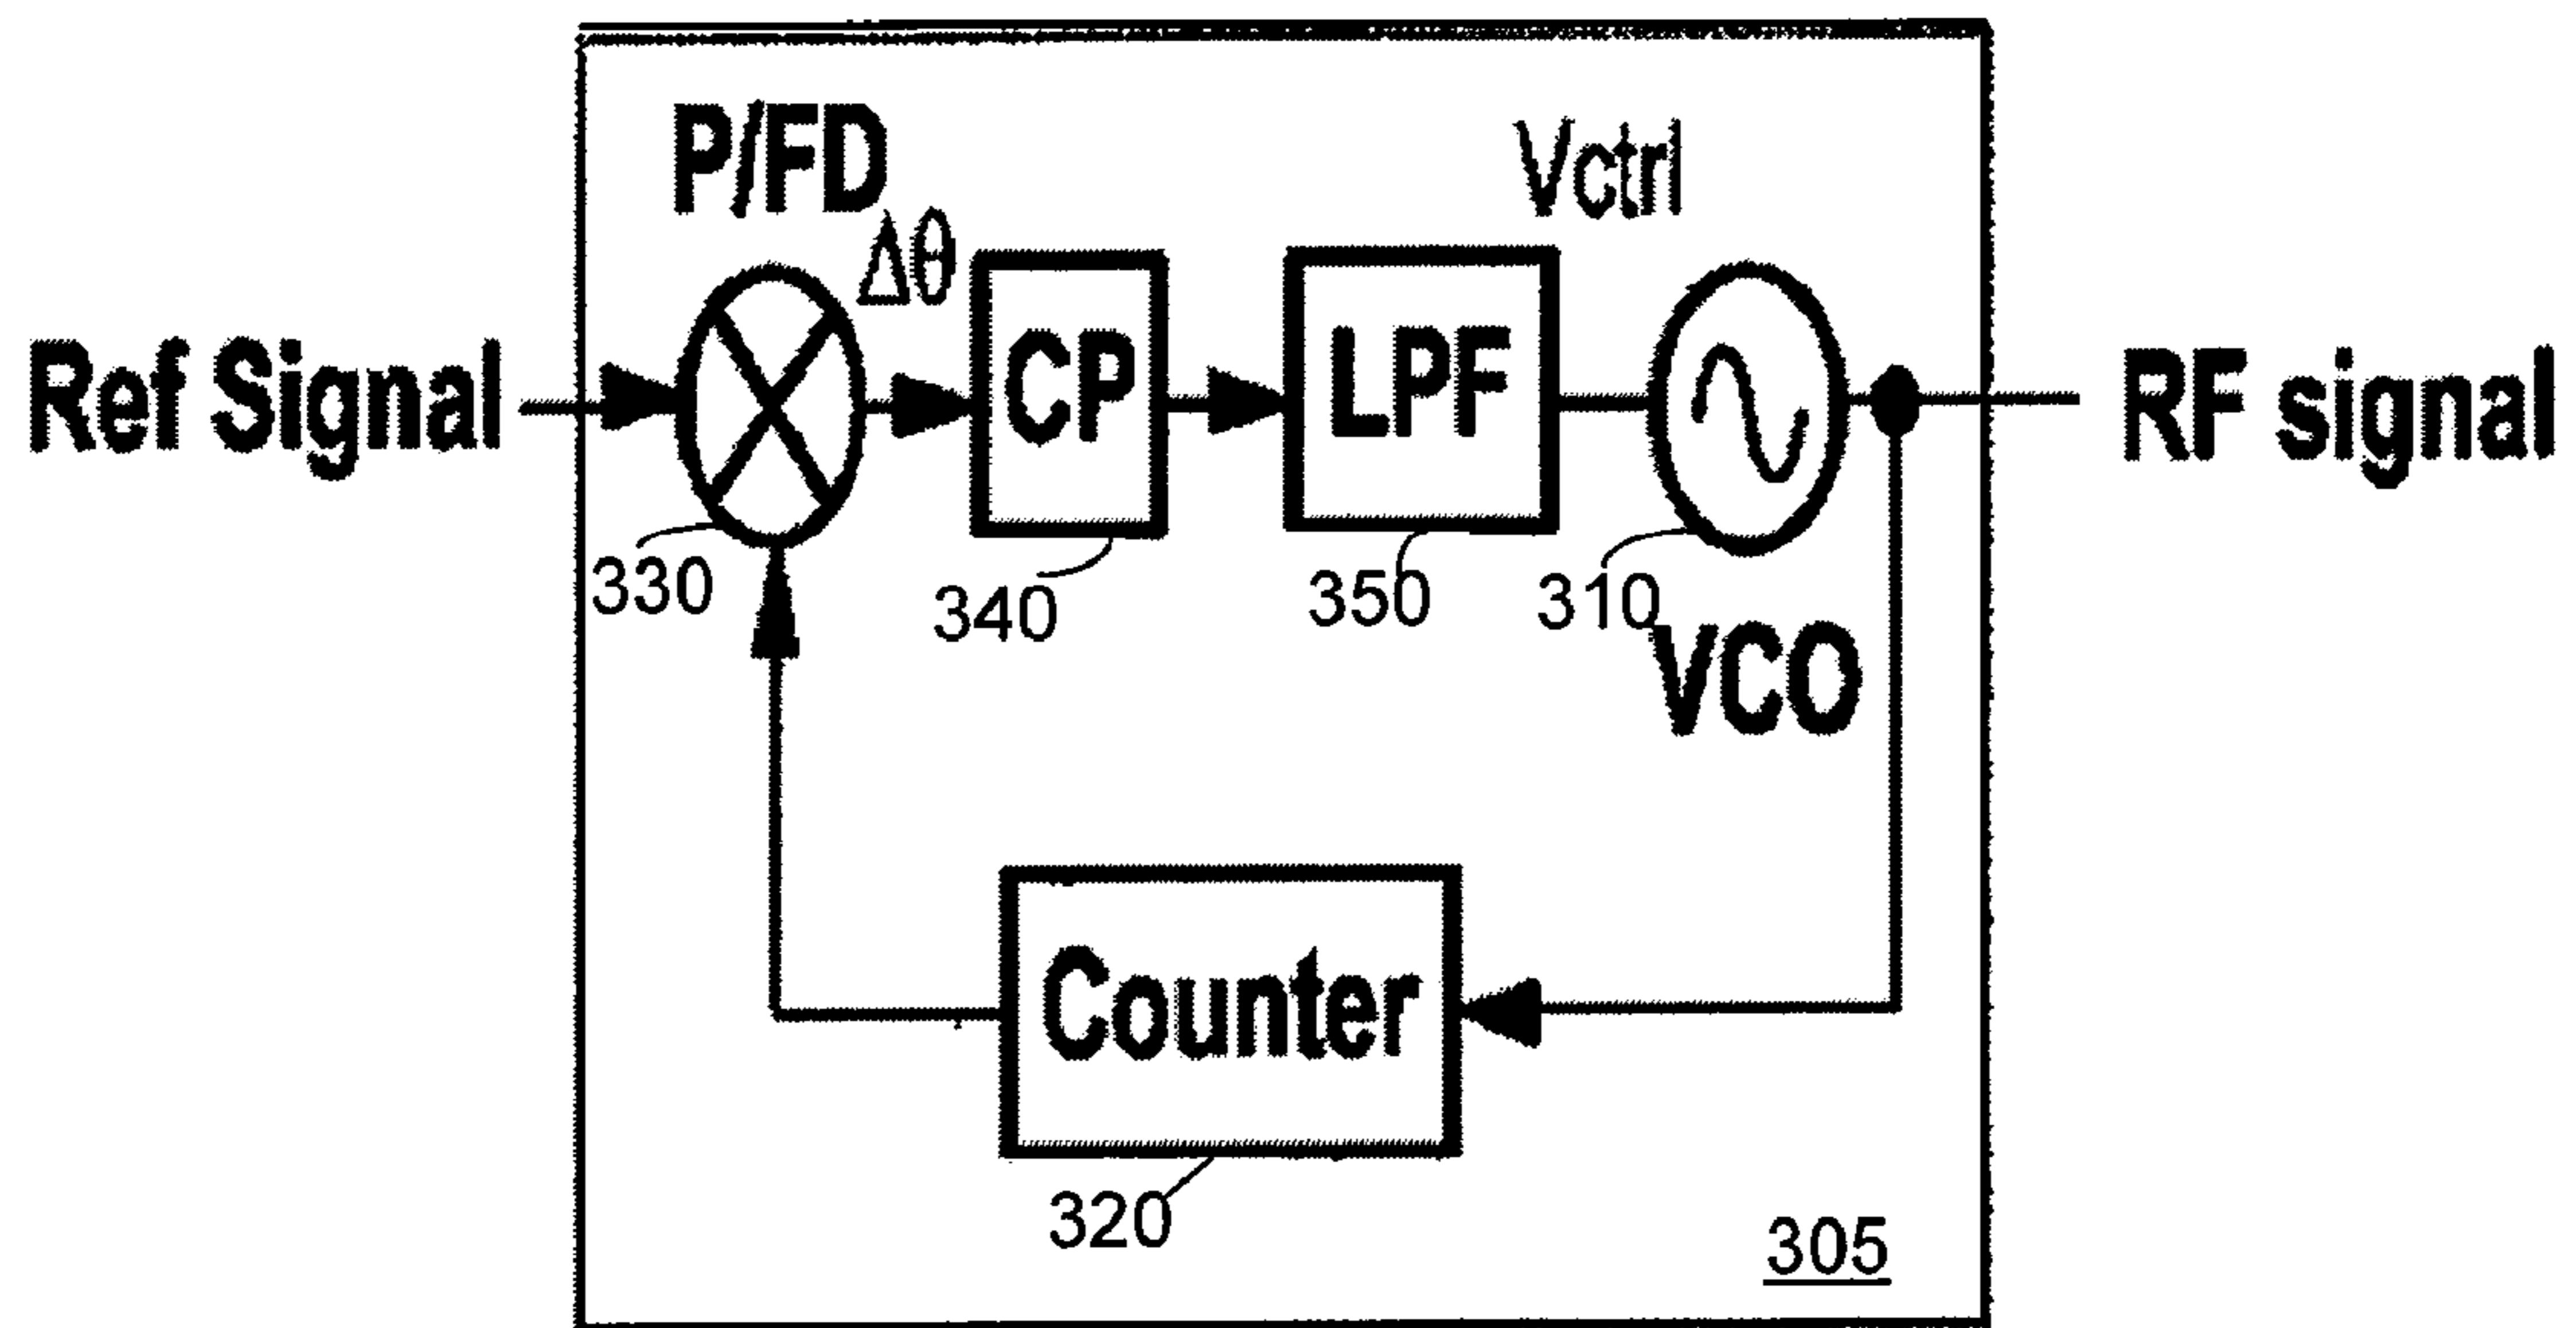 P/FD
Δθ
Vctrl
Ref Signal
CP
LPF
RF signal
330
340
350
310
VCO
Counter
320
305